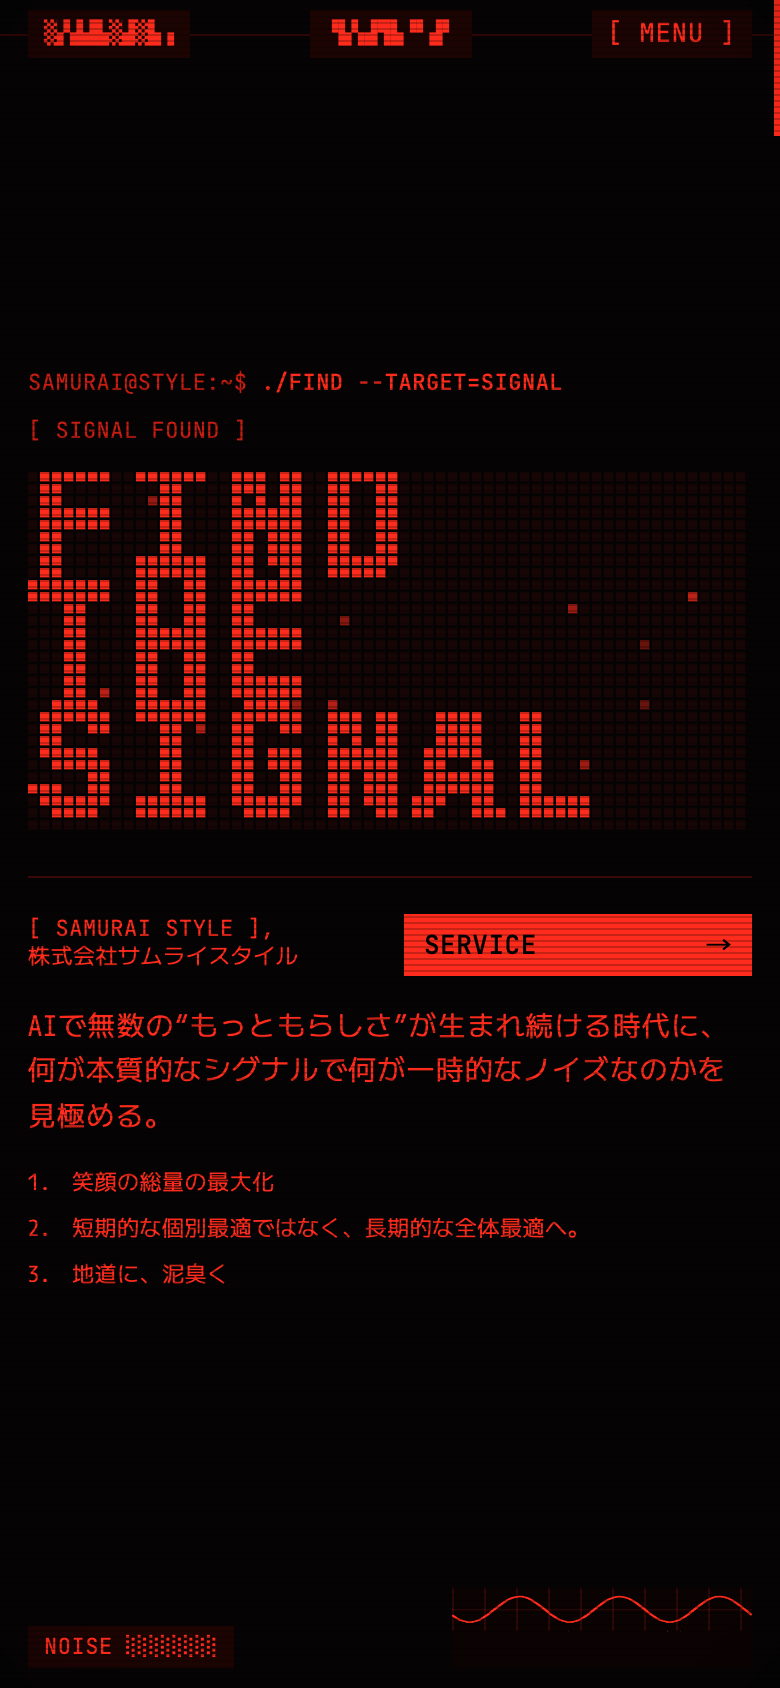 [ MENU ]
SAMURAI@STYLE:~$ ./FIND --TARGET=SIGNAL
[ SIGNAL FOUND ]
FIND
THE
SIGNAL
[ SAMURAI STYLE ],
株式会社サムライスタイル
SERVICE →
AIで無数の“もっともらしさ”が生まれ続ける時代に、
何が本質的なシグナルで何が一時的なノイズなのかを
見極める。
1. 笑顔の総量の最大化
2. 短期的な個別最適ではなく、長期的な全体最適へ。
3. 地道に、泥臭く
NOISE